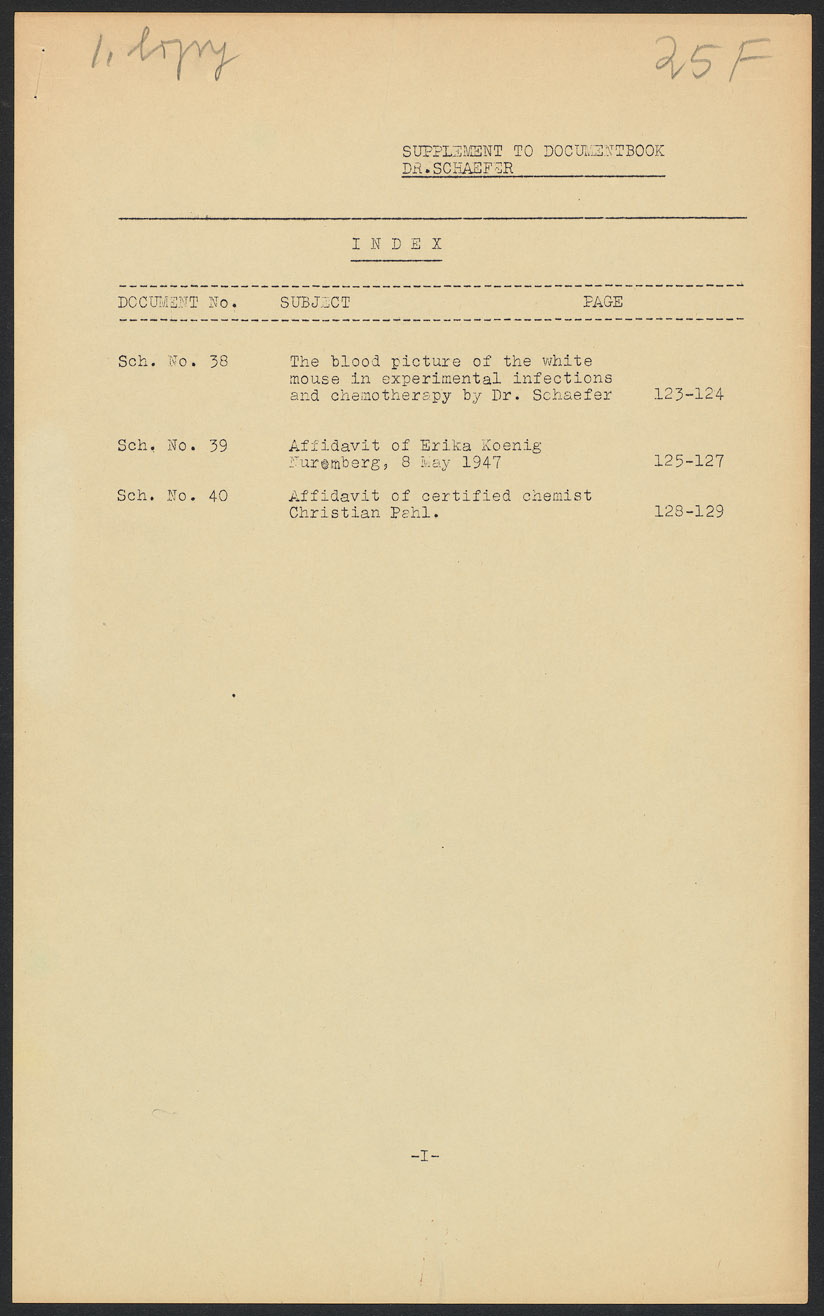 1. copy
25 F
SUPPLEMENT TO DOCUMENTBOOK
DR.SCHAEFER
I N D E X
DOCUMENT No. SUBJECT PAGE
Sch. No. 38 The blood picture of the white
mouse in experimental infections
and chemotherapy by Dr. Schaefer 123-124
Sch. No. 39 Affidavit of Erika Koenig
Nuremberg, 8 May 1947 125-127
Sch. No. 40 Affidavit of certified chemist
Christian Pahl. 128-129
-I-